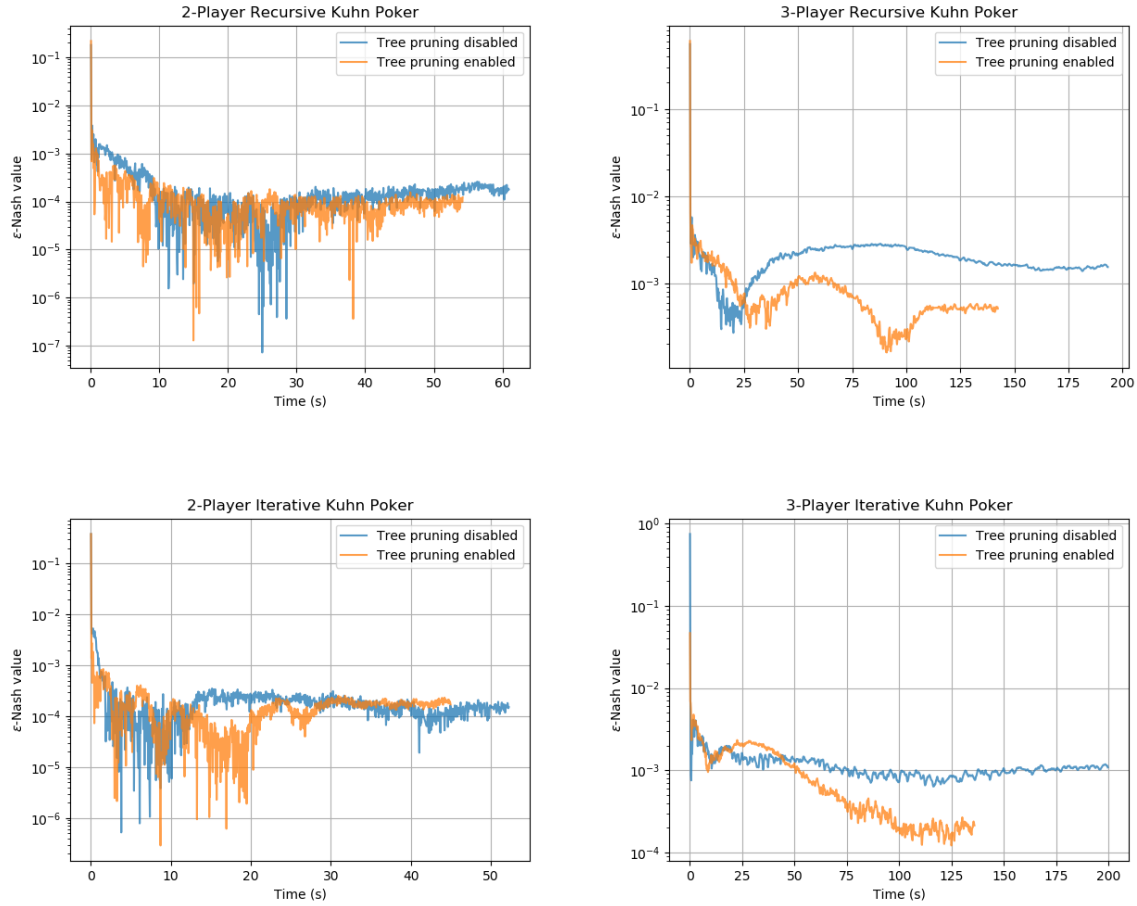 2-Player Recursive Kuhn Poker
Tree pruning disabled
Tree pruning enabled
ε-Nash value
10⁻¹
10⁻²
10⁻³
10⁻⁴
10⁻⁵
10⁻⁶
10⁻⁷
0 10 20 30 40 50 60
Time (s)
3-Player Recursive Kuhn Poker
Tree pruning disabled
Tree pruning enabled
ε-Nash value
10⁻¹
10⁻²
10⁻³
0 25 50 75 100 125 150 175 200
Time (s)
2-Player Iterative Kuhn Poker
Tree pruning disabled
Tree pruning enabled
ε-Nash value
10⁻¹
10⁻²
10⁻³
10⁻⁴
10⁻⁵
10⁻⁶
0 10 20 30 40 50
Time (s)
3-Player Iterative Kuhn Poker
Tree pruning disabled
Tree pruning enabled
ε-Nash value
10⁰
10⁻¹
10⁻²
10⁻³
10⁻⁴
0 25 50 75 100 125 150 175 200
Time (s)